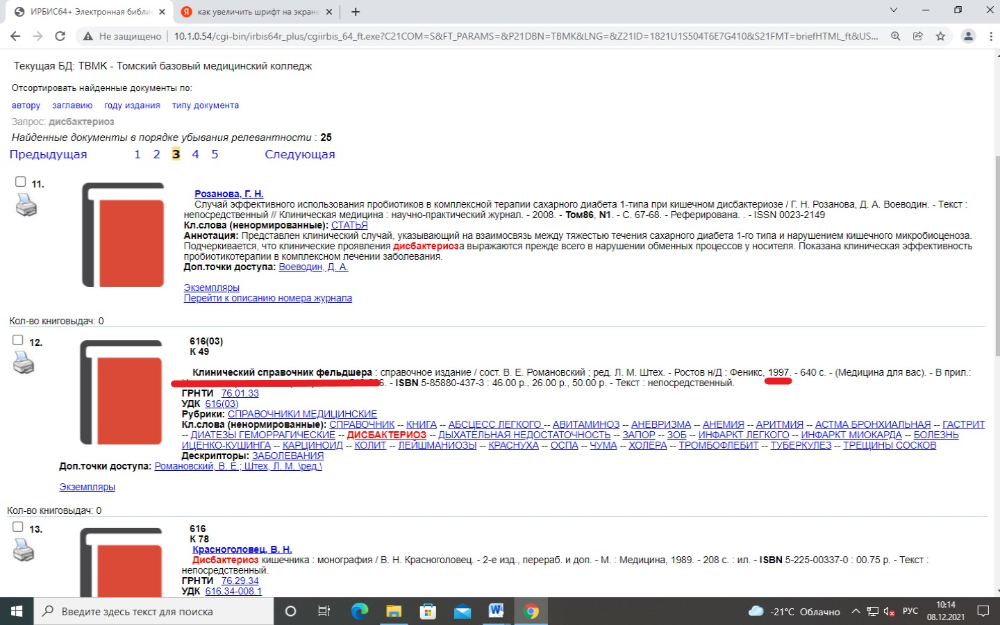 ИРБИС64+ Электронная библи
как увеличить шрифт на экране
Не защищено
10.1.0.54/cgi-bin/irbis64r_plus/cgiirbis_64_ft.exe?C21COM=S&FT_PARAMS=&P21DBN=TBMK&LNG=&Z21ID=1821U1S504T6E7G410&S21FMT=briefHTML_ft&US...
Текущая БД: ТВМК - Томский базовый медицинский колледж
Отсортировать найденные документы по:
автору заглавию году издания типу документа
Запрос: дисбактериоз
Найденные документы в порядке убывания релевантности : 25
Предыдущая 1 2 3 4 5 Следующая
11.
Розанова, Г. Н.
Случай эффективного использования пробиотиков в комплексной терапии сахарного диабета 1-типа при кишечном дисбактериозе / Г. Н. Розанова, Д. А. Воеводин. - Текст :
непосредственный // Клиническая медицина : научно-практический журнал. - 2008. - Том86, N1. - С. 67-68. - Реферирована. . - ISSN 0023-2149
Кл.слова (ненормированные): СТАТЬЯ
Аннотация: Представлен клинический случай, указывающий на взаимосвязь между тяжестью течения сахарного диабета 1-го типа и нарушением кишечного микробиоценоза.
Подчеркивается, что клинические проявления дисбактериоза выражаются прежде всего в нарушении обменных процессов у носителя. Показана клиническая эффективность
пробиотикотерапии в комплексном лечении заболевания.
Доп.точки доступа: Воеводин, Д. А.
Экземпляры
Перейти к описанию номера журнала
Кол-во книговыдач: 0
12.
616(03)
К 49
Клинический справочник фельдшера : справочное издание / сост. В. Е. Романовский ; ред. Л. М. Штех. - Ростов н/Д : Феникс, 1997. - 640 с. - (Медицина для вас). - В прил.:
- ISBN 5-85880-437-3 : 46.00 р., 26.00 р., 50.00 р. - Текст : непосредственный.
ГРНТИ 76.01.33
УДК 616(03)
Рубрики: СПРАВОЧНИКИ МЕДИЦИНСКИЕ
Кл.слова (ненормированные): СПРАВОЧНИК -- КНИГА -- АБСЦЕСС ЛЕГКОГО -- АВИТАМИНОЗ -- АНЕВРИЗМА -- АНЕМИЯ -- АРИТМИЯ -- АСТМА БРОНХИАЛЬНАЯ -- ГАСТРИТ
-- ДИАТЕЗЫ ГЕМОРРАГИЧЕСКИЕ -- ДИСБАКТЕРИОЗ -- ДЫХАТЕЛЬНАЯ НЕДОСТАТОЧНОСТЬ -- ЗАПОР -- ЗОБ -- ИНФАРКТ ЛЕГКОГО -- ИНФАРКТ МИОКАРДА -- БОЛЕЗНЬ
ИЦЕНКО-КУШИНГА -- КАРЦИНОИД -- КОЛИТ -- ЛЕЙШМАНИОЗЫ -- КРАСНУХА -- ОСПА -- ЧУМА -- ХОЛЕРА -- ТРОМБОФЛЕБИТ -- ТУБЕРКУЛЕЗ -- ТРЕЩИНЫ СОСКОВ
Дескрипторы: ЗАБОЛЕВАНИЯ
Доп.точки доступа: Романовский, В. Е.; Штех, Л. М. \ред.\
Экземпляры
Кол-во книговыдач: 0
13.
616
К 78
Красноголовец, В. Н.
Дисбактериоз кишечника : монография / В. Н. Красноголовец. - 2-е изд., перераб. и доп. - М. : Медицина, 1989. - 208 с. : ил. - ISBN 5-225-00337-0 : 00.75 р. - Текст :
непосредственный.
ГРНТИ 76.29.34
УДК 616.34-008.1
Введите здесь текст для поиска
-21°C Облачно
РУС
10:14
08.12.2021